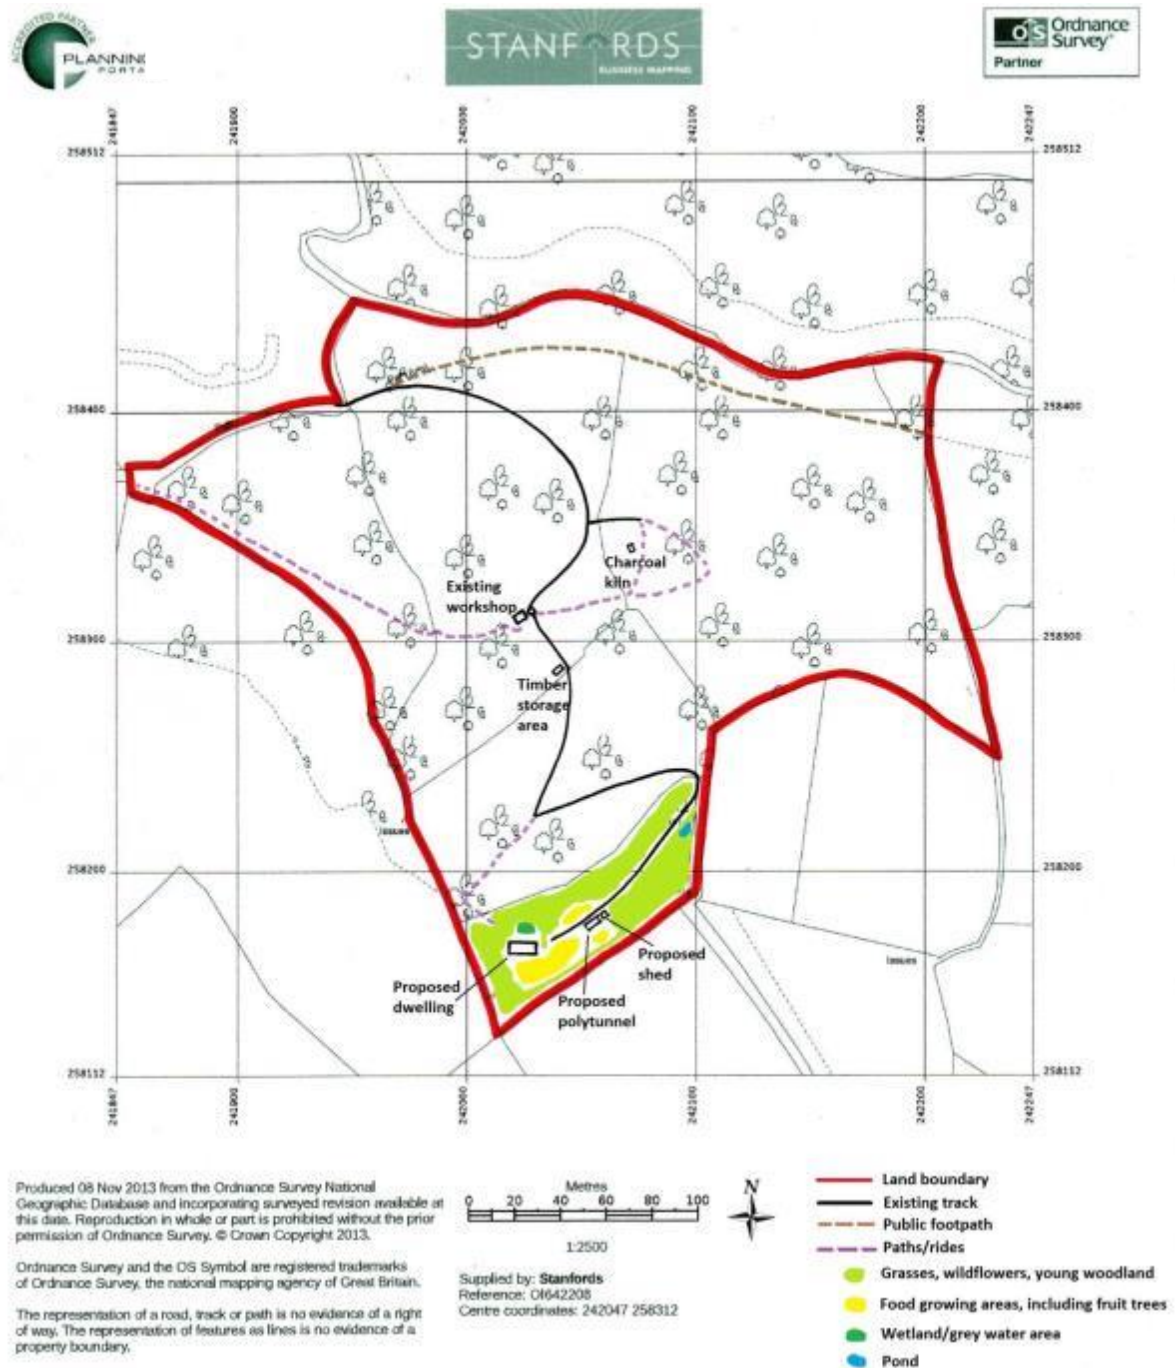 ACCREDITED PARTNER
PLANNING
PORTA
STANFORDS
BUSINESS MAPPING
OS Ordnance
Survey
Partner
241847
241900
242000
242100
242200
242247
258512
258512
258400
258400
Charcoal
kiln
Existing
workshop
258300
258300
Timber
storage
area
Issues
258200
258200
Proposed
shed
Issues
Proposed
dwelling
Proposed
polytunnel
258112
258112
241847
241900
242000
242100
242200
242247
Produced 08 Nov 2013 from the Ordnance Survey National
Geographic Database and incorporating surveyed revision available at
this date. Reproduction in whole or part is prohibited without the prior
permission of Ordnance Survey. © Crown Copyright 2013.
Ordnance Survey and the OS Symbol are registered trademarks
of Ordnance Survey, the national mapping agency of Great Britain.
The representation of a road, track or path is no evidence of a right
of way. The representation of features as lines is no evidence of a
property boundary.
Metres
0 20 40 60 80 100
1:2500
Supplied by: Stanfords
Reference: OI642208
Centre coordinates: 242047 258312
N
Land boundary
Existing track
Public footpath
Paths/rides
Grasses, wildflowers, young woodland
Food growing areas, including fruit trees
Wetland/grey water area
Pond